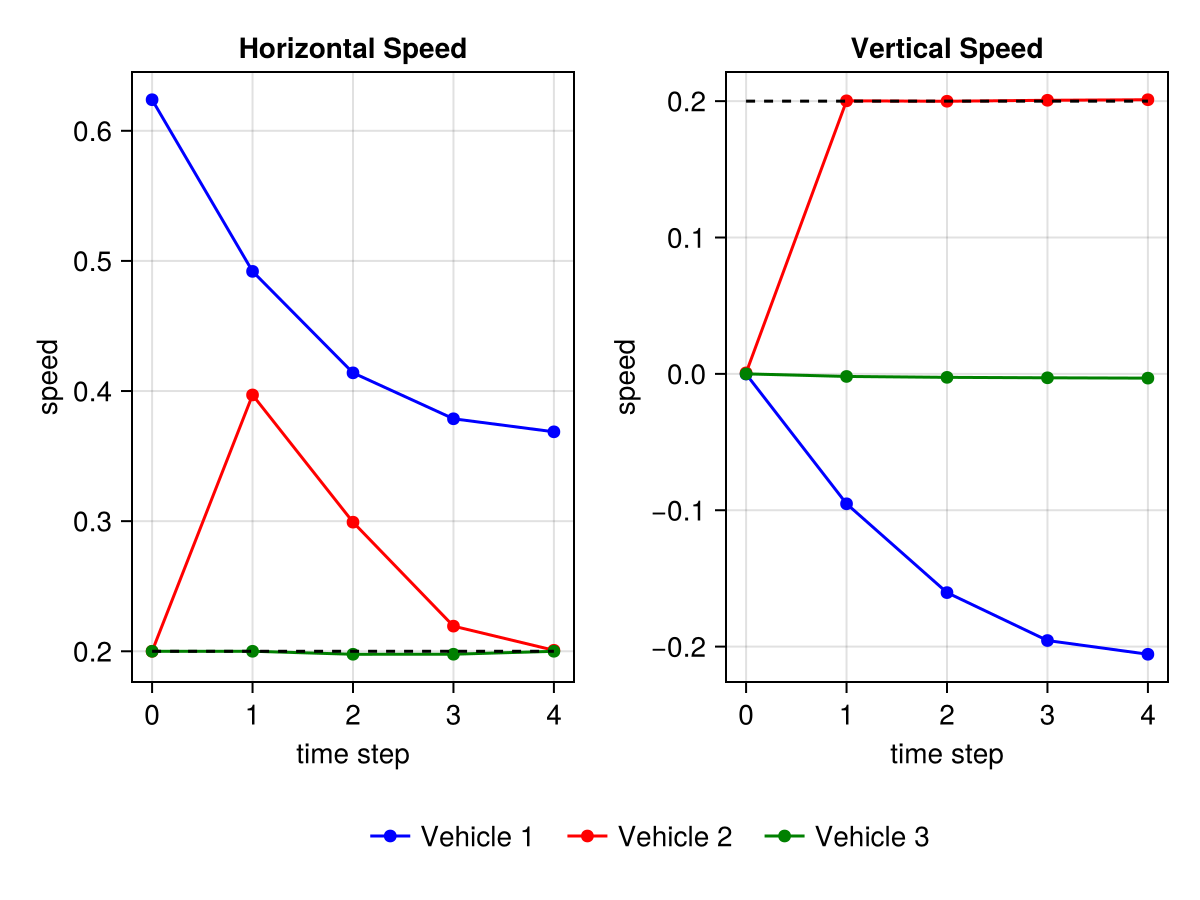 Horizontal Speed
0.6
0.5
0.4
0.3
0.2
speed
0 1 2 3 4
time step
Vertical Speed
0.2
0.1
0.0
−0.1
−0.2
speed
0 1 2 3 4
time step
Vehicle 1 Vehicle 2 Vehicle 3